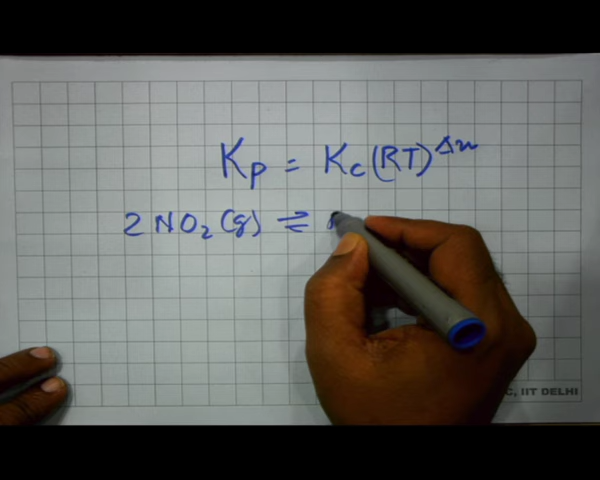 Kp = Kc (RT)^Δn
2 NO₂ (g) ⇌
C, IIT DELHI